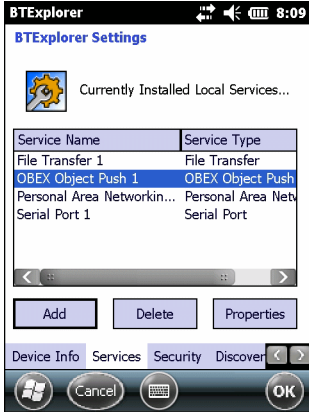 BTExplorer 8:09
BTExplorer Settings
Currently Installed Local Services...
Service Name Service Type
File Transfer 1 File Transfer
OBEX Object Push 1 OBEX Object Push
Personal Area Networkin... Personal Area Netw
Serial Port 1 Serial Port
Add Delete Properties
Device Info Services Security Discover
Cancel OK